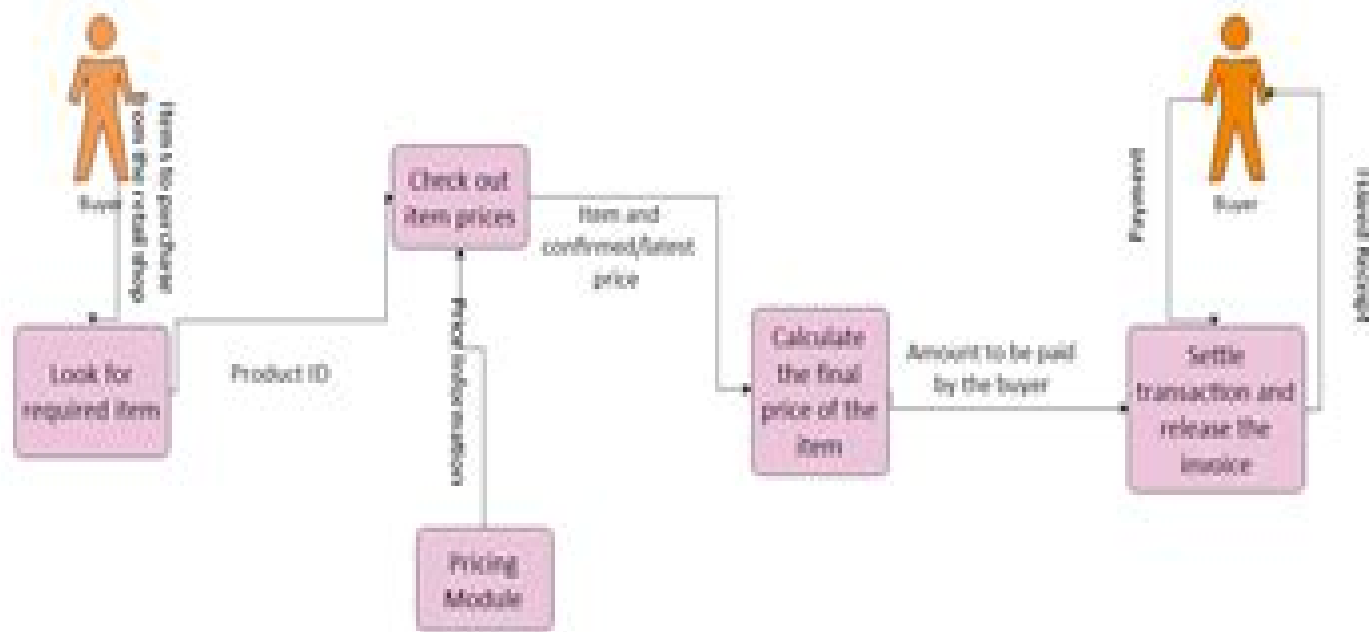 Buyer
Items to purchase
from the retail shop
Look for
required item
Product ID
Check out
item prices
Price Information
Pricing
Module
Item and
confirmed/latest
price
Calculate
the final
price of the
item
Amount to be paid
by the buyer
Payment
Buyer
Settle
transaction and
release the
invoice